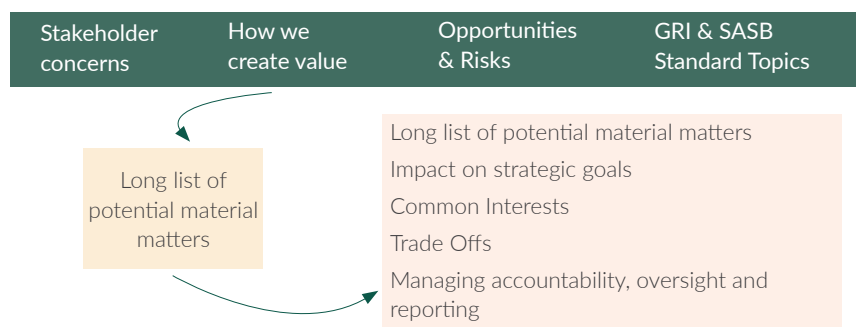 Stakeholder
concerns
How we
create value
Opportunities
& Risks
GRI & SASB
Standard Topics
Long list of
potential material
matters
Long list of potential material matters
Impact on strategic goals
Common Interests
Trade Offs
Managing accountability, oversight and
reporting